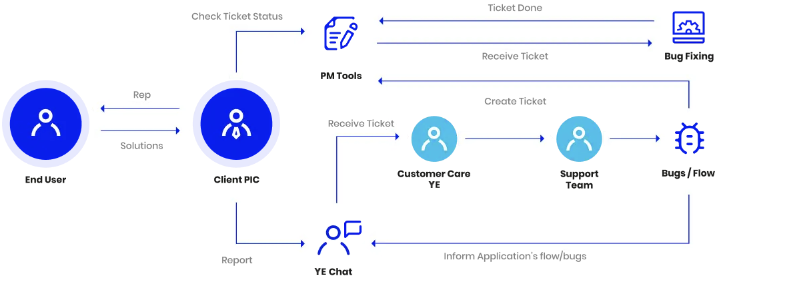 Ticket Done
Check Ticket Status
Receive Ticket
Bug Fixing
PM Tools
Rep
Create Ticket
Receive Ticket
Solutions
End User
Client PIC
Customer Care
YE
Support
Team
Bugs / Flow
Report
Inform Application's flow/bugs
YE Chat